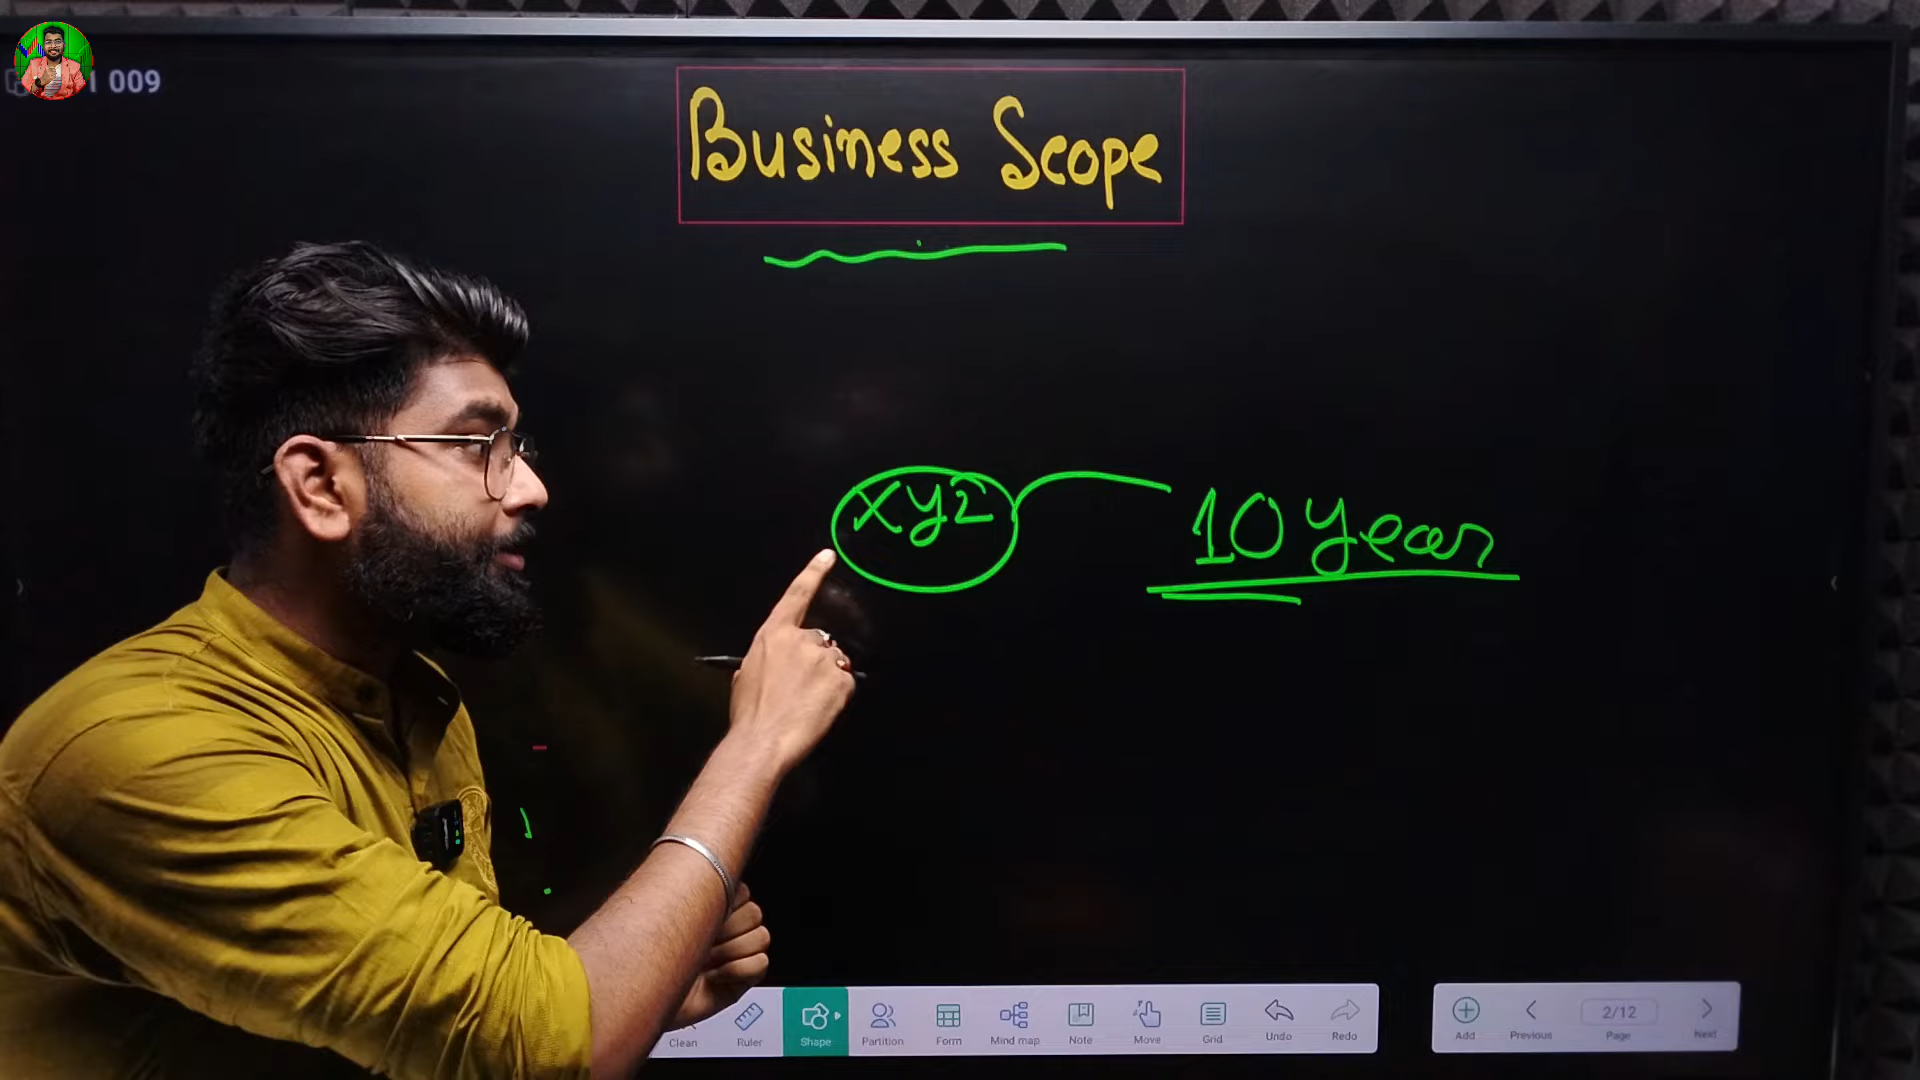 009
Business Scope
xyz
10 year
Clean
Ruler
Shape
Partition
Form
Mind map
Note
Move
Grid
Undo
Redo
Add
Previous
2/12
Page
Next